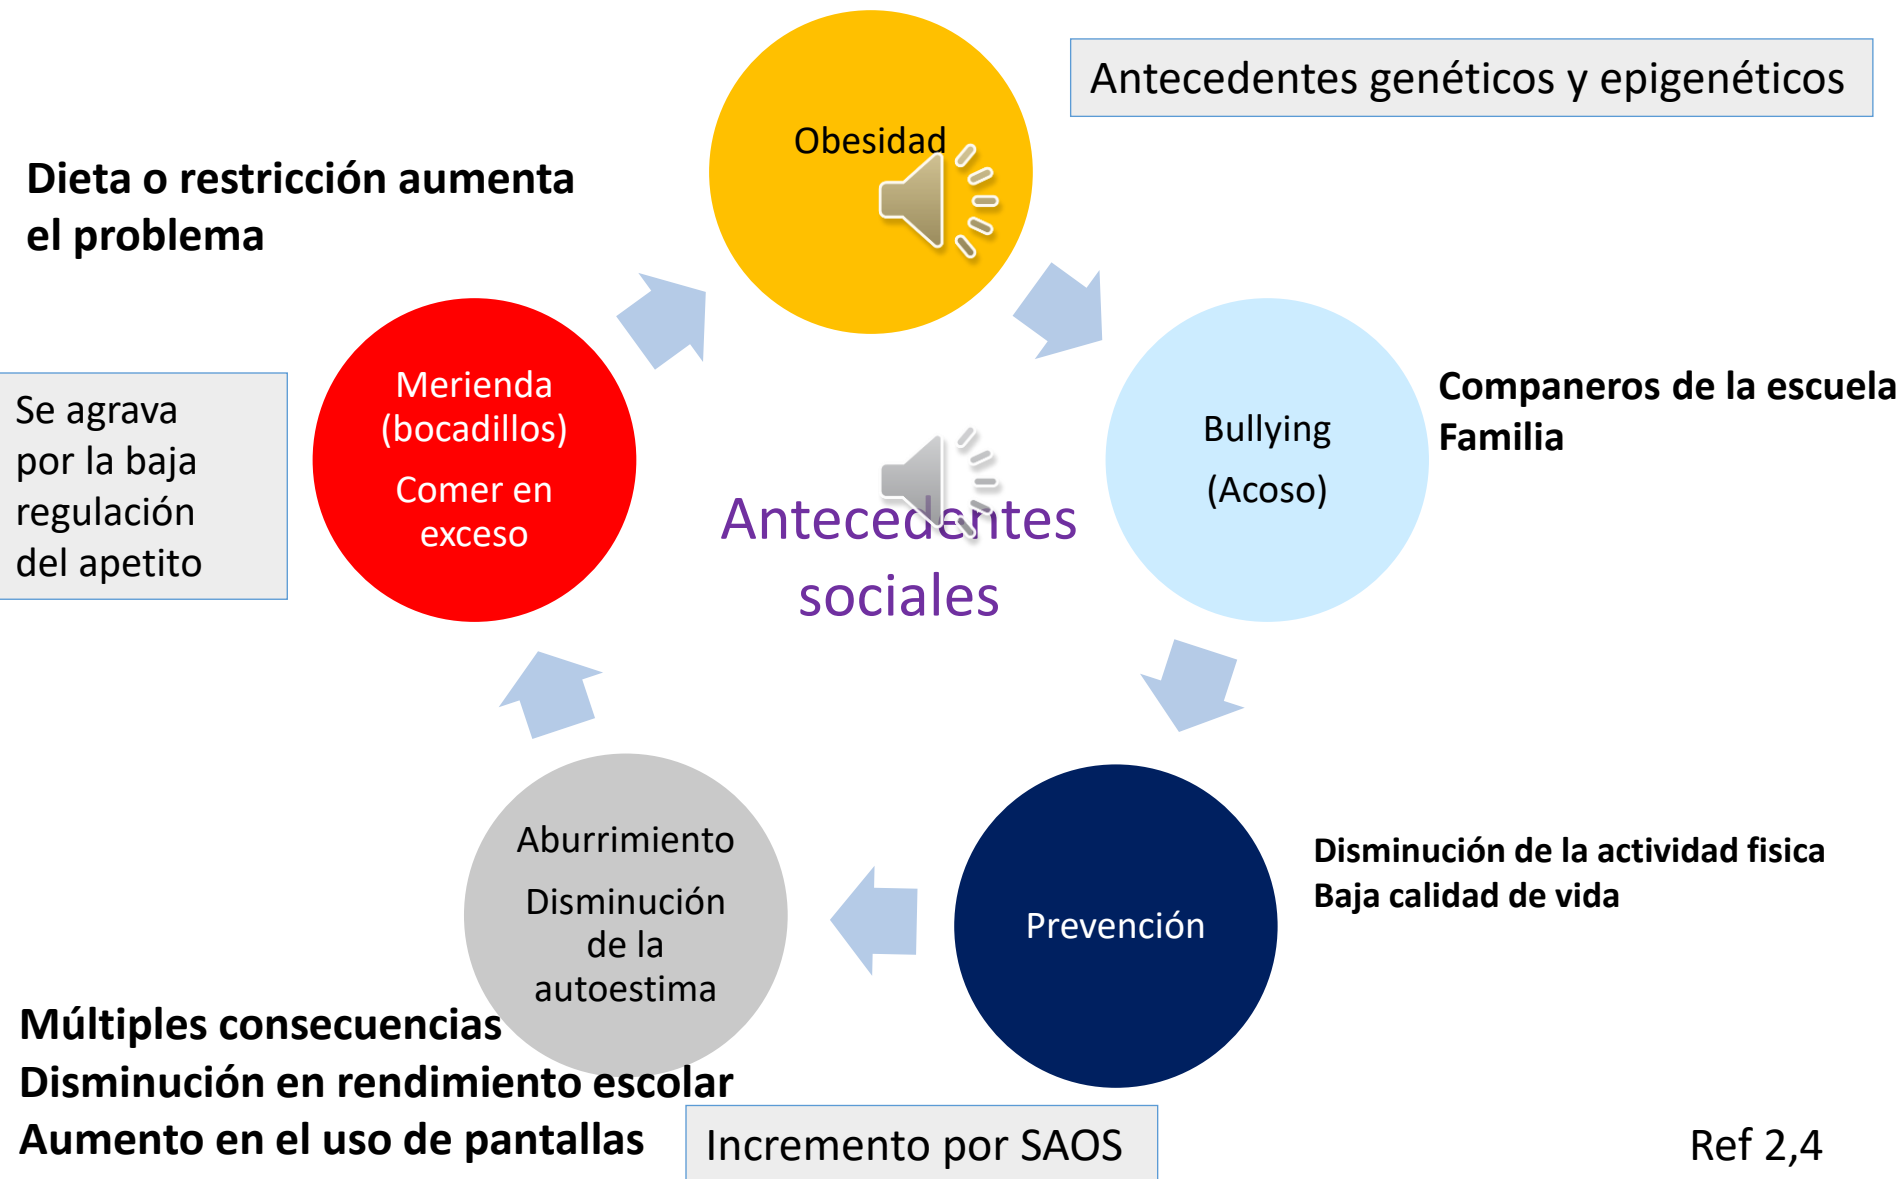 Obesidad
Antecedentes genéticos y epigenéticos
Dieta o restricción aumenta
el problema
Merienda
(bocadillos)
Comer en
exceso
Se agrava
por la baja
regulación
del apetito
Bullying
(Acoso)
Companeros de la escuela
Familia
Antecedentes
sociales
Aburrimiento
Disminución
de la
autoestima
Prevención
Disminución de la actividad fisica
Baja calidad de vida
Múltiples consecuencias
Disminución en rendimiento escolar
Aumento en el uso de pantallas
Incremento por SAOS
Ref 2,4